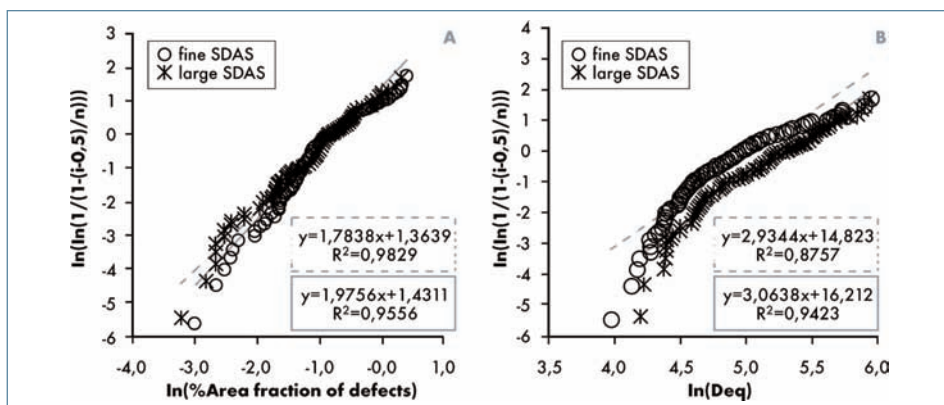 A
fine SDAS
large SDAS
ln(ln(1/(1-(i-0,5)/n)))
3
2
1
0
-1
-2
-3
-4
-5
-6
y=1,7838x+1,3639
R²=0,9829
y=1,9756x+1,4311
R²=0,9556
-4,0
-3,0
-2,0
-1,0
-0,0
1,0
ln(%Area fraction of defects)
B
fine SDAS
large SDAS
ln(ln(1/(1-(i-0,5)/n)))
4
3
2
1
0
-1
-2
-3
-4
-5
-6
y=2,9344x+14,823
R²=0,8757
y=3,0638x+16,212
R²=0,9423
3,5
4,0
4,5
5,0
5,5
6,0
ln(Deq)